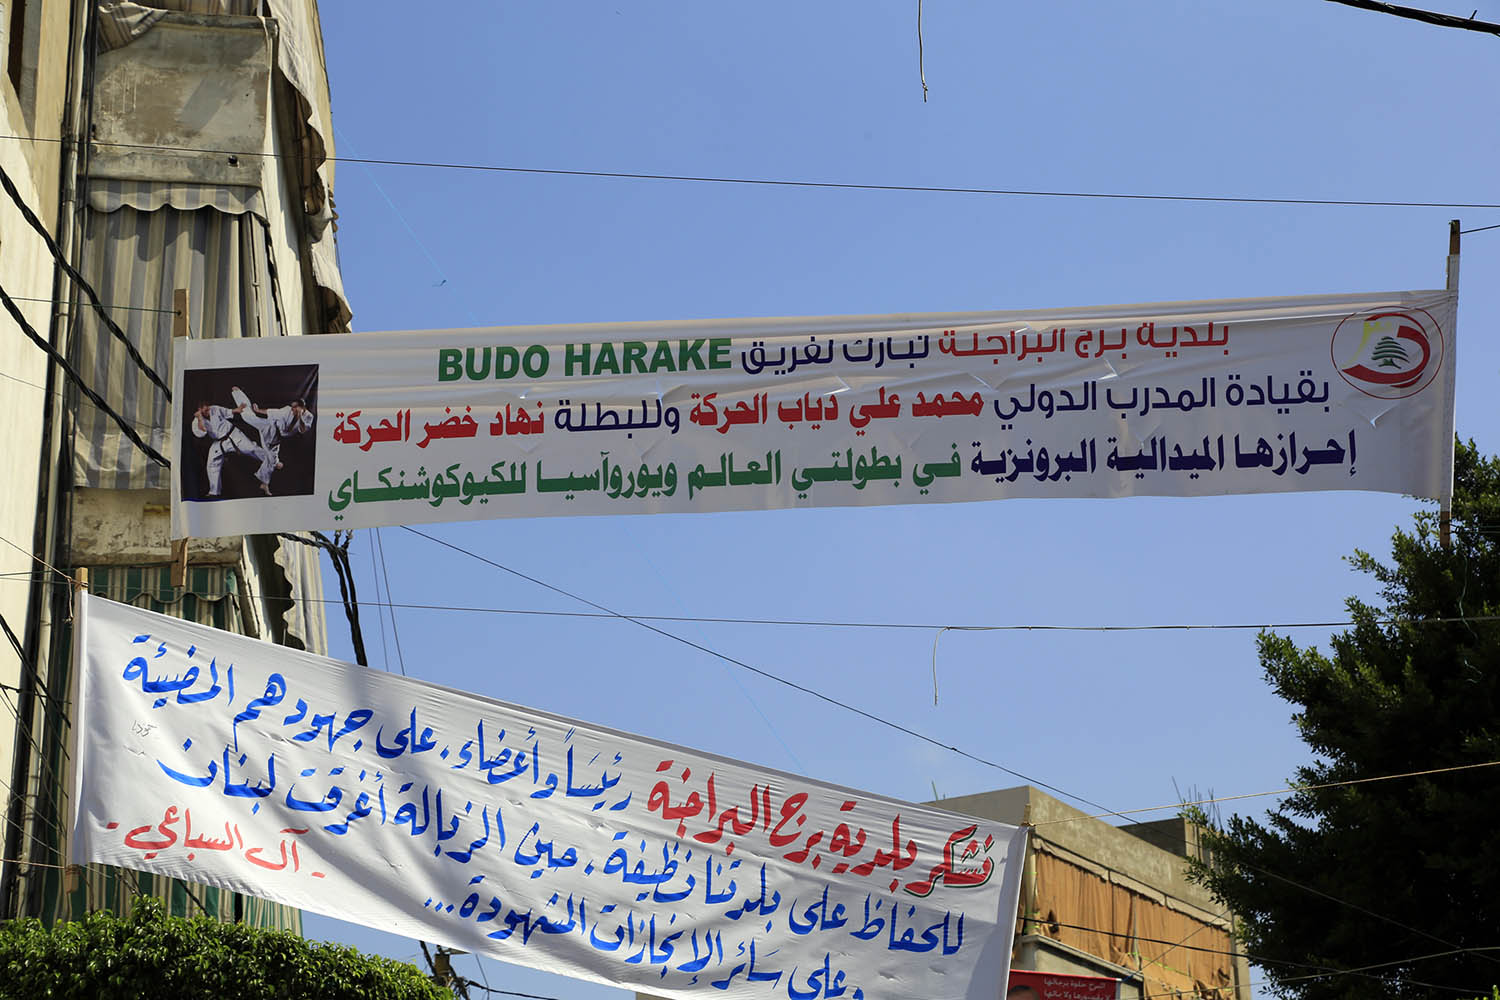 بلدية برج البراجنة تبارك لفريق BUDO HARAKE
بقيادة المدرب الدولي محمد علي دياب الحركة وللبطلة نهاد خضر الحركة
إحرازها الميدالية البرونزية في بطولتي العالم ويوروآسيا للكيوكوشنكاي
نشكر بلدية برج البراجنة رئيساً وأعضاء، على جهودهم المضيئة
للحفاظ على بلدتنا نظيفة، حين الزبالة أغرقت لبنان
وعلى سائر الإنجازات المشهودة...
- آل السباعي -